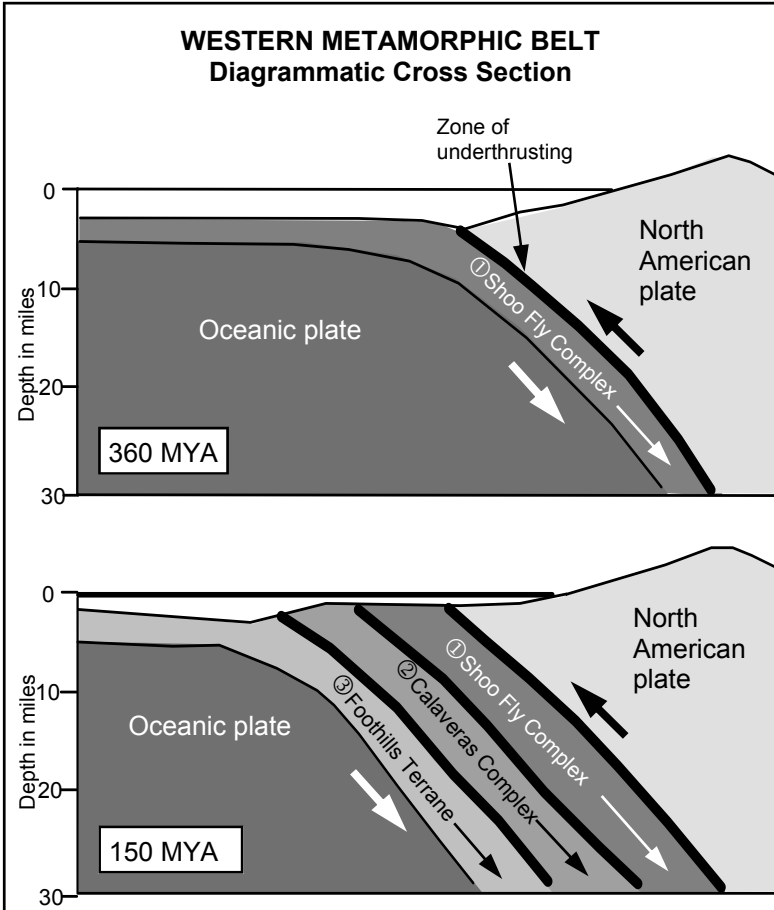 WESTERN METAMORPHIC BELT
Diagrammatic Cross Section
Zone of
underthrusting
0
10
20
30
Depth in miles
North
American
plate
①Shoo Fly Complex
Oceanic plate
360 MYA
0
10
20
30
Depth in miles
North
American
plate
①Shoo Fly Complex
②Calaveras Complex
③Foothills Terrane
Oceanic plate
150 MYA